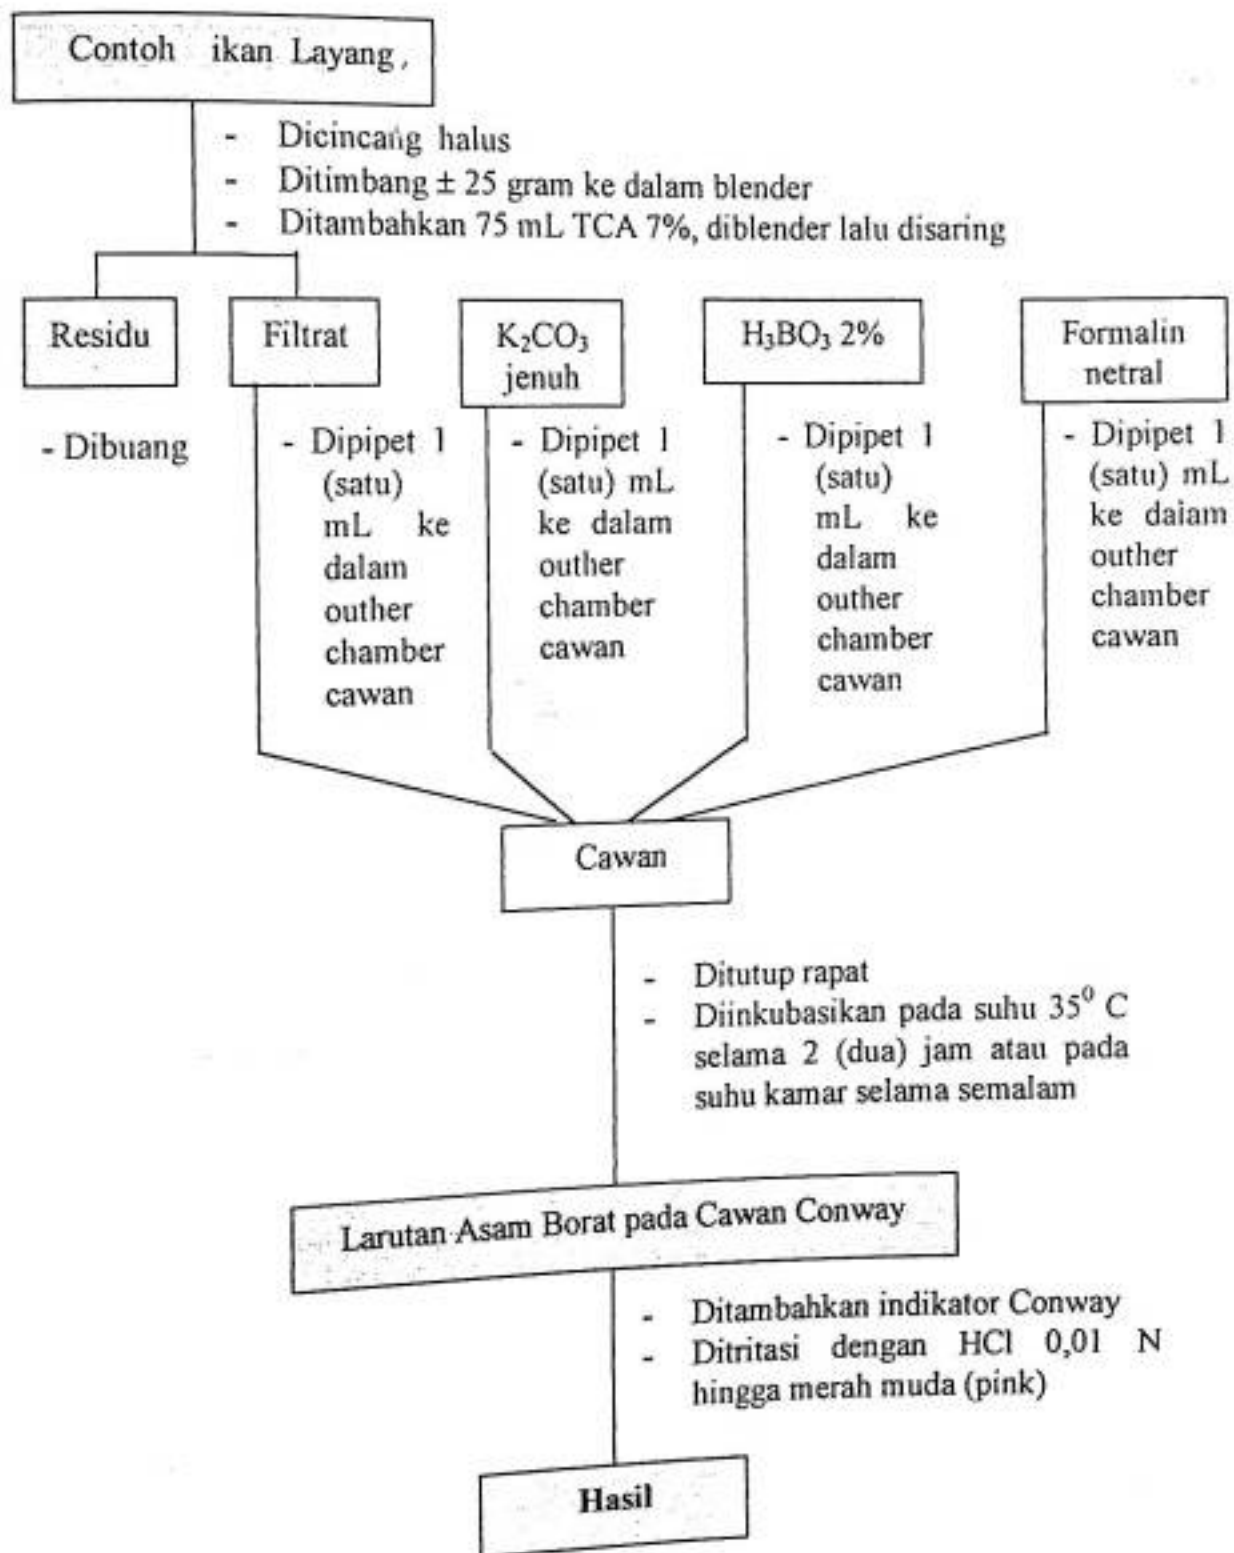 Contoh ikan Layang,
- Dicincang halus
- Ditimbang ± 25 gram ke dalam blender
- Ditambahkan 75 mL TCA 7%, diblender lalu disaring
Residu
- Dibuang
Filtrat
- Dipipet 1
(satu)
mL ke
dalam
outher
chamber
cawan
K₂CO₃
jenuh
- Dipipet 1
(satu) mL
ke dalam
outher
chamber
cawan
H₃BO₃ 2%
- Dipipet 1
(satu)
mL ke
dalam
outher
chamber
cawan
Formalin
netral
- Dipipet 1
(satu) mL
ke dalam
outher
chamber
cawan
Cawan
- Ditutup rapat
- Diinkubasikan pada suhu 35⁰ C
selama 2 (dua) jam atau pada
suhu kamar selama semalam
Larutan Asam Borat pada Cawan Conway
- Ditambahkan indikator Conway
- Ditritasi dengan HCl 0,01 N
hingga merah muda (pink)
Hasil